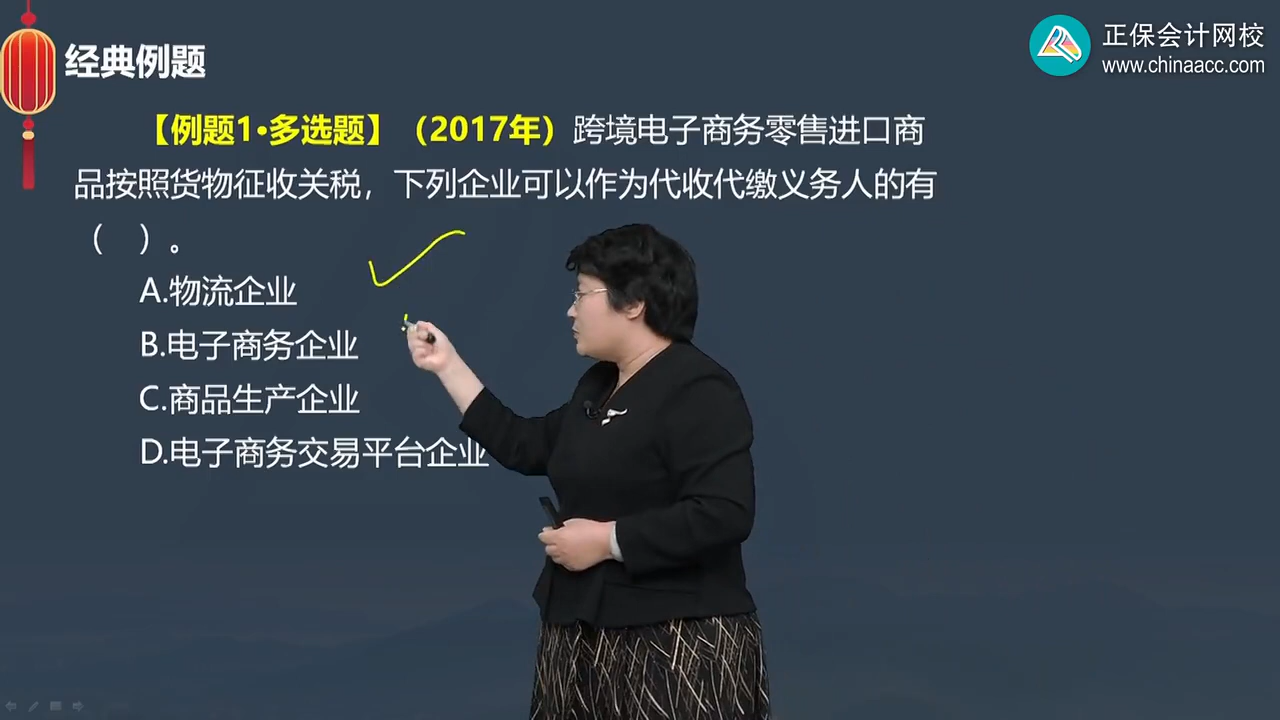 正保会计网校
www.chinaacc.com
经典例题
【例题1·多选题】（2017年）跨境电子商务零售进口商
品按照货物征收关税，下列企业可以作为代收代缴义务人的有
（　）。
A.物流企业
B.电子商务企业
C.商品生产企业
D.电子商务交易平台企业